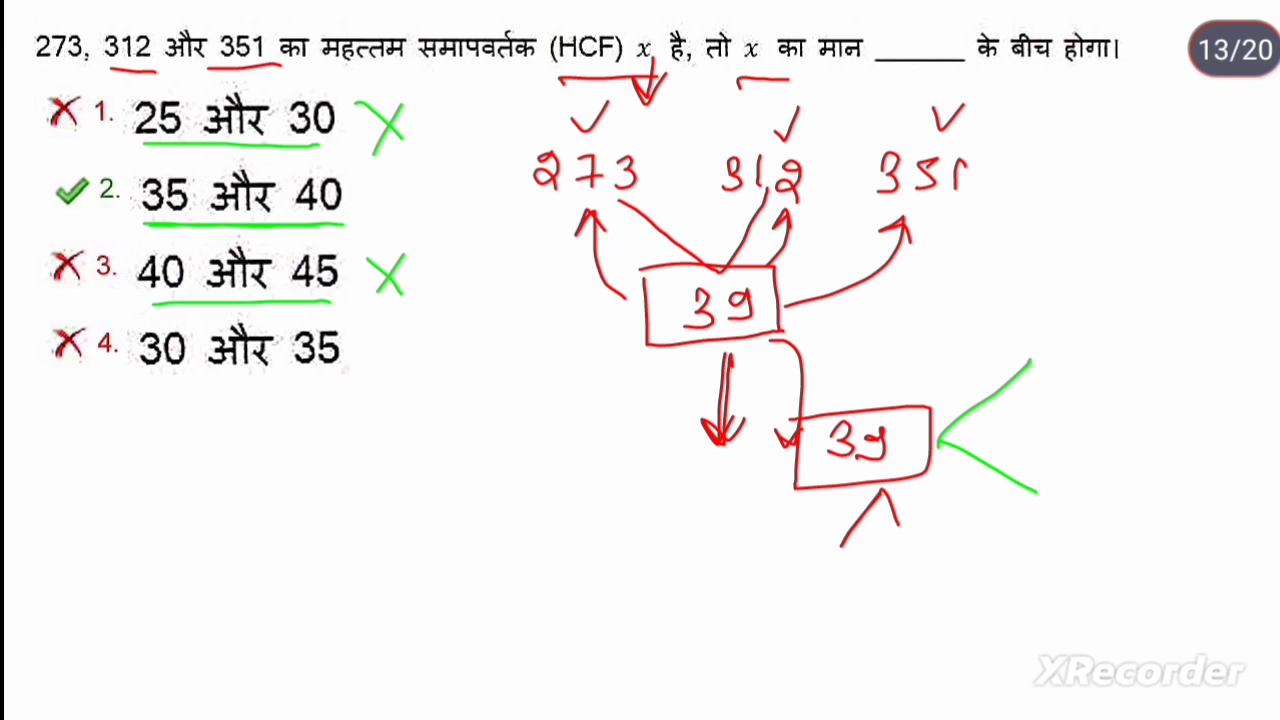 273, 312 और 351 का महत्तम समापवर्तक (HCF) x है, तो x का मान ______ के बीच होगा।
13/20
1. 25 और 30
2. 35 और 40
3. 40 और 45
4. 30 और 35
273 312 351
39
39
XRecorder